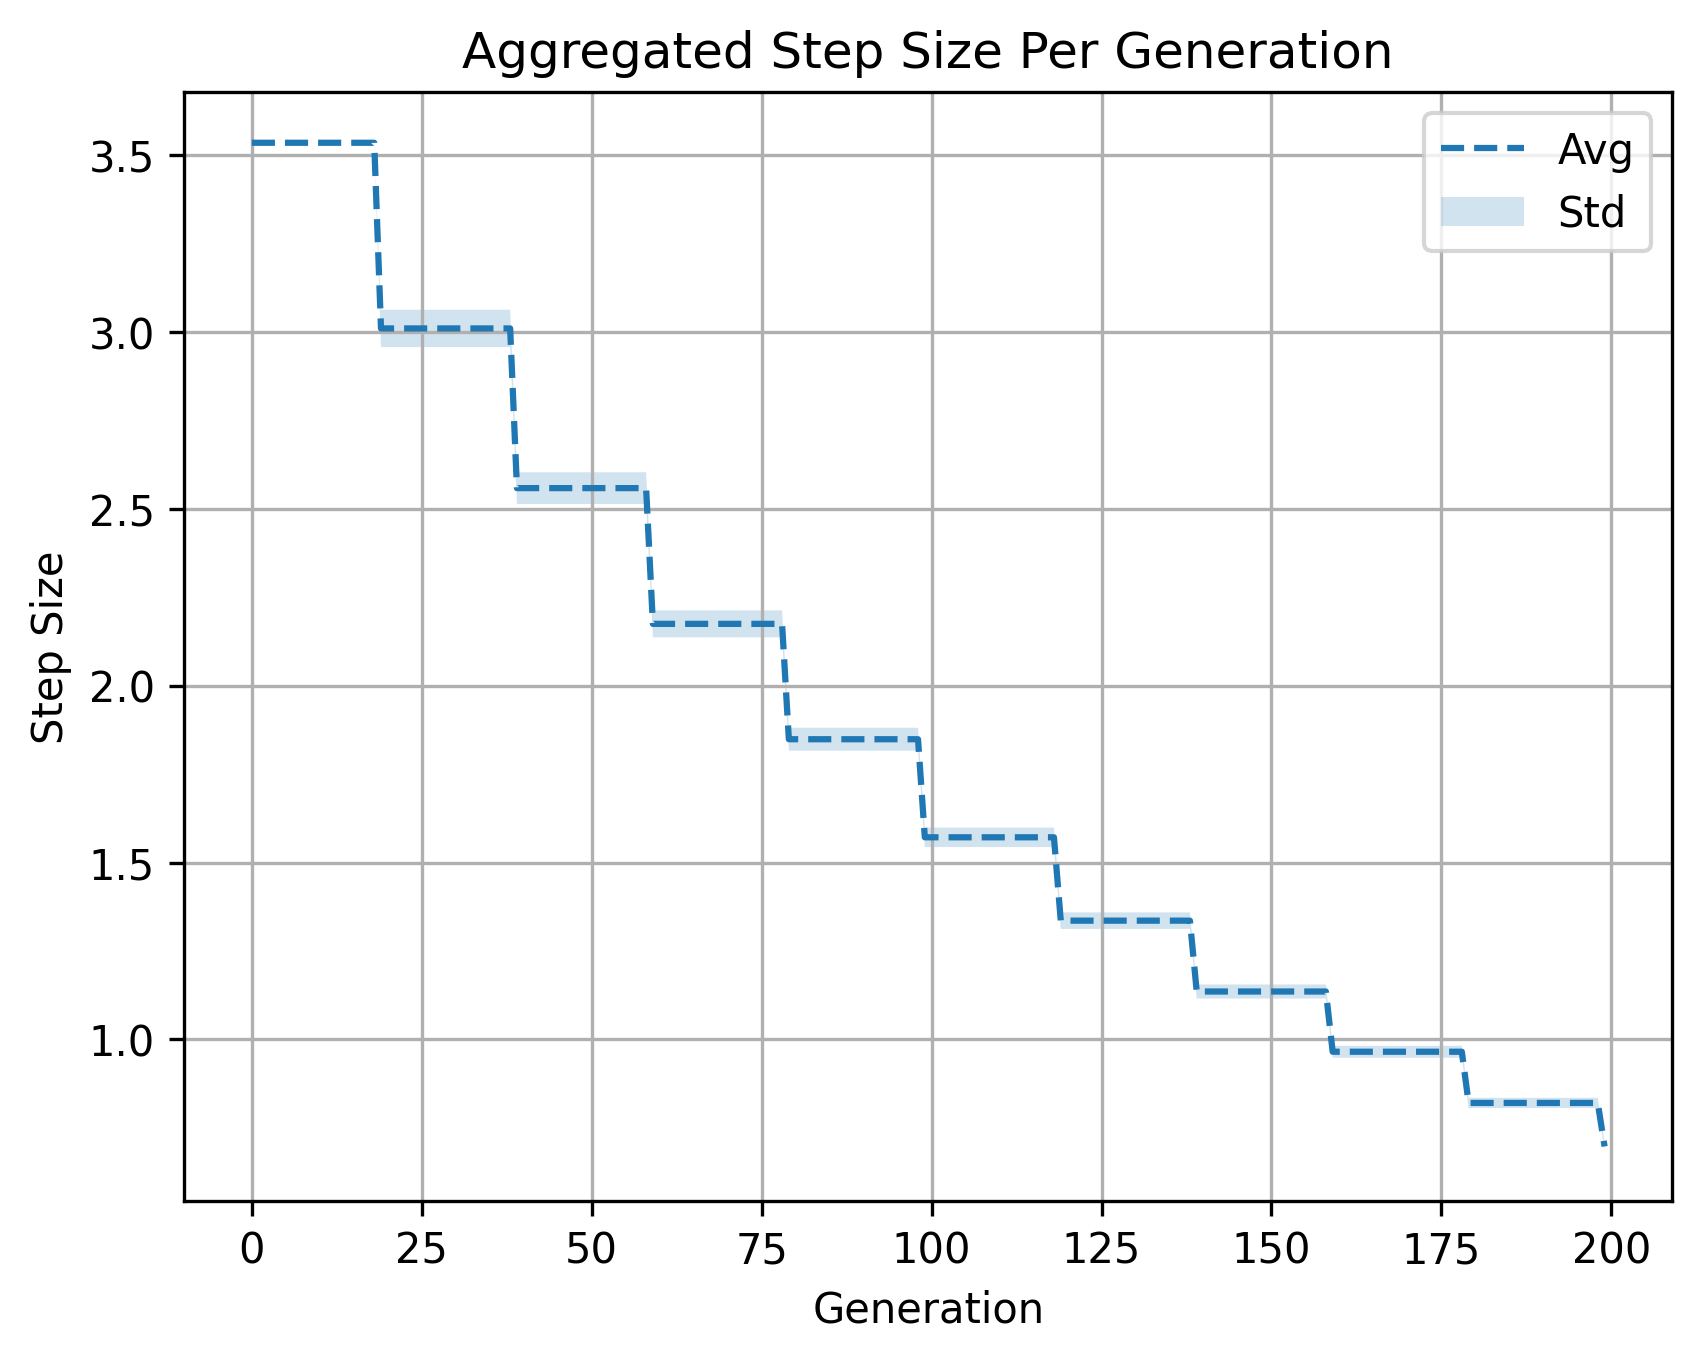 Aggregated Step Size Per Generation
Avg
Std
3.5
3.0
2.5
2.0
1.5
1.0
Step Size
0 25 50 75 100 125 150 175 200
Generation